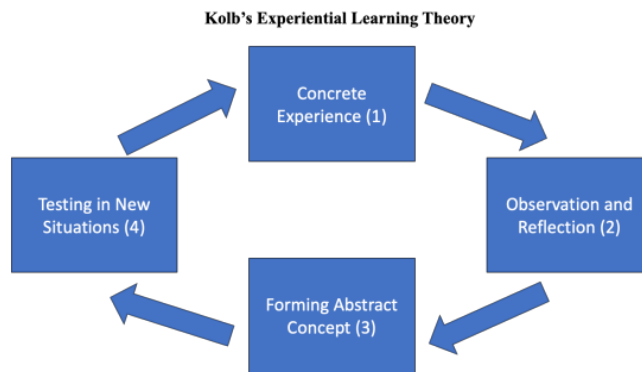 Kolb's Experiential Learning Theory
Concrete
Experience (1)
Observation and
Reflection (2)
Forming Abstract
Concept (3)
Testing in New
Situations (4)